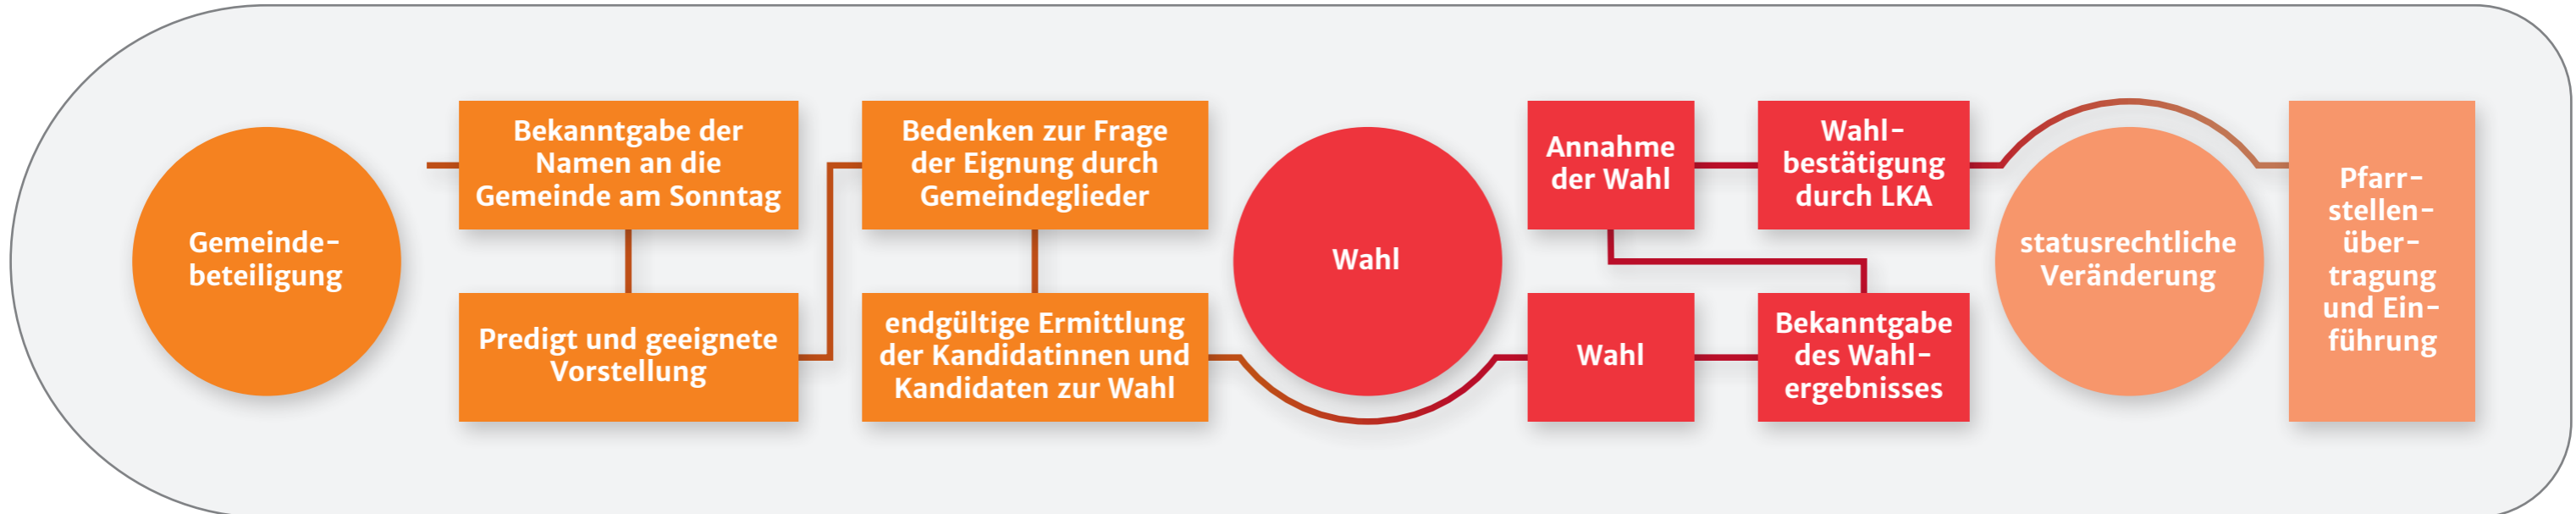 Gemeinde-
beteiligung
Bekanntgabe der
Namen an die
Gemeinde am Sonntag
Predigt und geeignete
Vorstellung
Bedenken zur Frage
der Eignung durch
Gemeindeglieder
endgültige Ermittlung
der Kandidatinnen und
Kandidaten zur Wahl
Wahl
Wahl
Bekanntgabe
des Wahl-
ergebnisses
Annahme
der Wahl
Wahl-
bestätigung
durch LKA
statusrechtliche
Veränderung
Pfarr-
stellen-
über-
tragung
und Ein-
führung